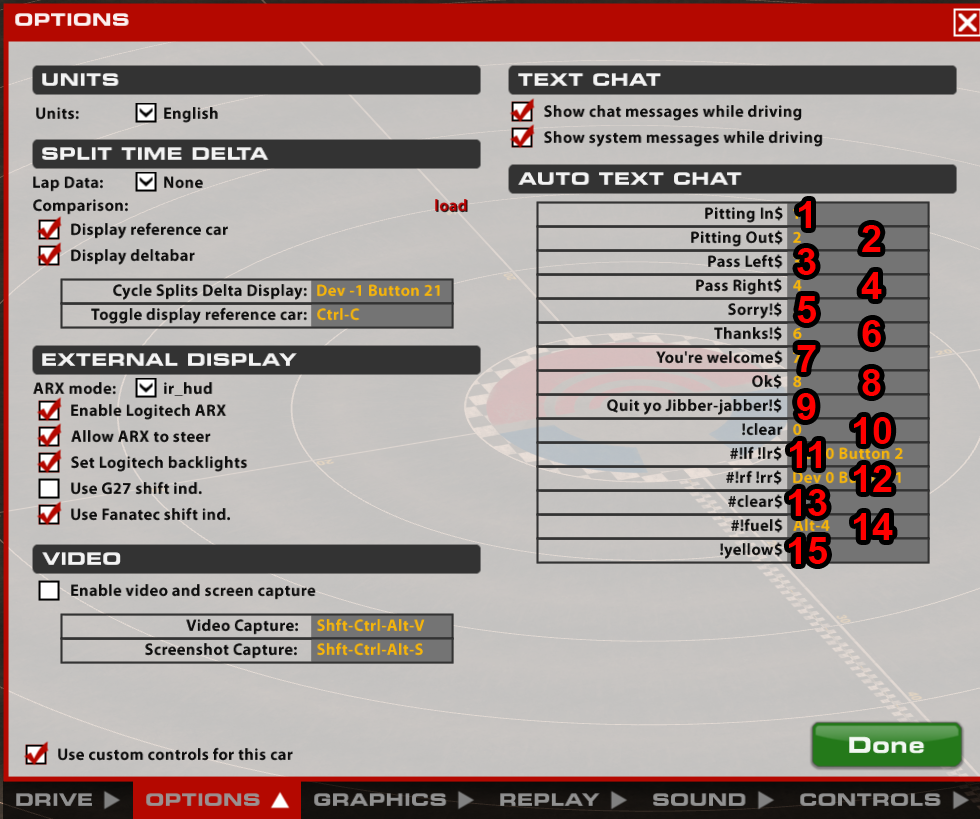 OPTIONS
UNITS
Units: English
SPLIT TIME DELTA
Lap Data: None
Comparison: load
Display reference car
Display deltabar
Cycle Splits Delta Display: Dev -1 Button 21
Toggle display reference car: Ctrl-C
EXTERNAL DISPLAY
ARX mode: ir_hud
Enable Logitech ARX
Allow ARX to steer
Set Logitech backlights
Use G27 shift ind.
Use Fanatec shift ind.
VIDEO
Enable video and screen capture
Video Capture: Shft-Ctrl-Alt-V
Screenshot Capture: Shft-Ctrl-Alt-S
Use custom controls for this car
TEXT CHAT
Show chat messages while driving
Show system messages while driving
AUTO TEXT CHAT
Pitting In$ 1
Pitting Out$ 2 2
Pass Left$ 3
Pass Right$ 4 4
Sorry!$ 5
Thanks!$ 6 6
You're welcome$ 7
Ok$ 8 8
Quit yo Jibber-jabber!$ 9
!clear 0 10
#!lf !lr$ 11 0 Button 2
#!rf !rr$ Dev 0 12
#clear$ 13
#!fuel$ Alt-4 14
!yellow$ 15
Done
DRIVE OPTIONS GRAPHICS REPLAY SOUND CONTROLS